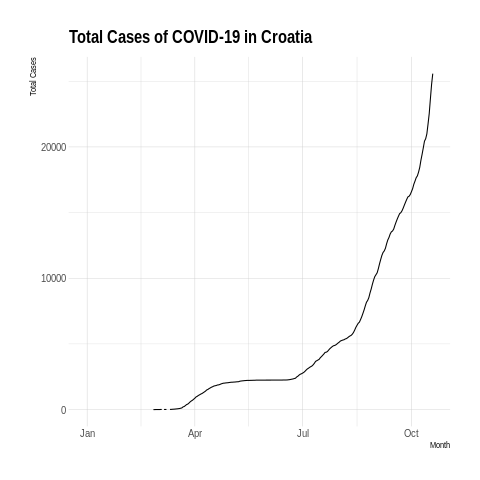 Total Cases of COVID-19 in Croatia
Total Cases
20000
10000
0
Jan Apr Jul Oct
Month